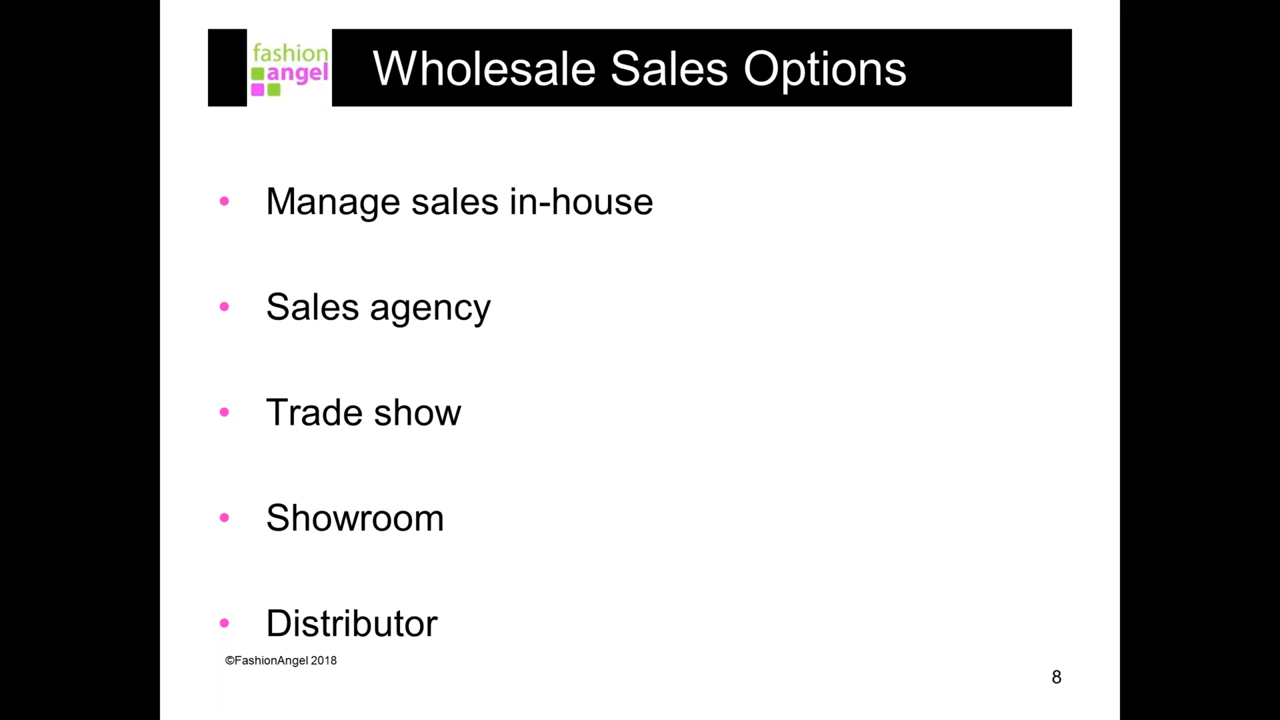 fashion
angel
Wholesale Sales Options
• Manage sales in-house
• Sales agency
• Trade show
• Showroom
• Distributor
©FashionAngel 2018
8